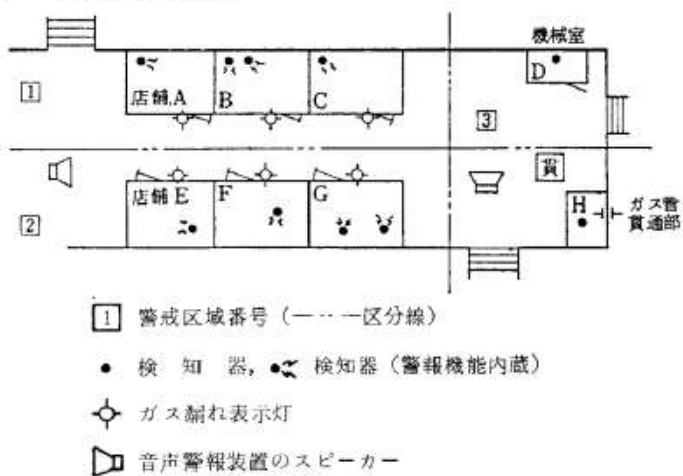 機械室
D
1
店舗 A
B
C
3
貫
店舗 E
F
G
H
ガス管
貫通部
2
1 警戒区域番号(—--—区分線)
● 検 知 器, 検知器(警報機能内蔵)
ガス漏れ表示灯
音声警報装置のスピーカー